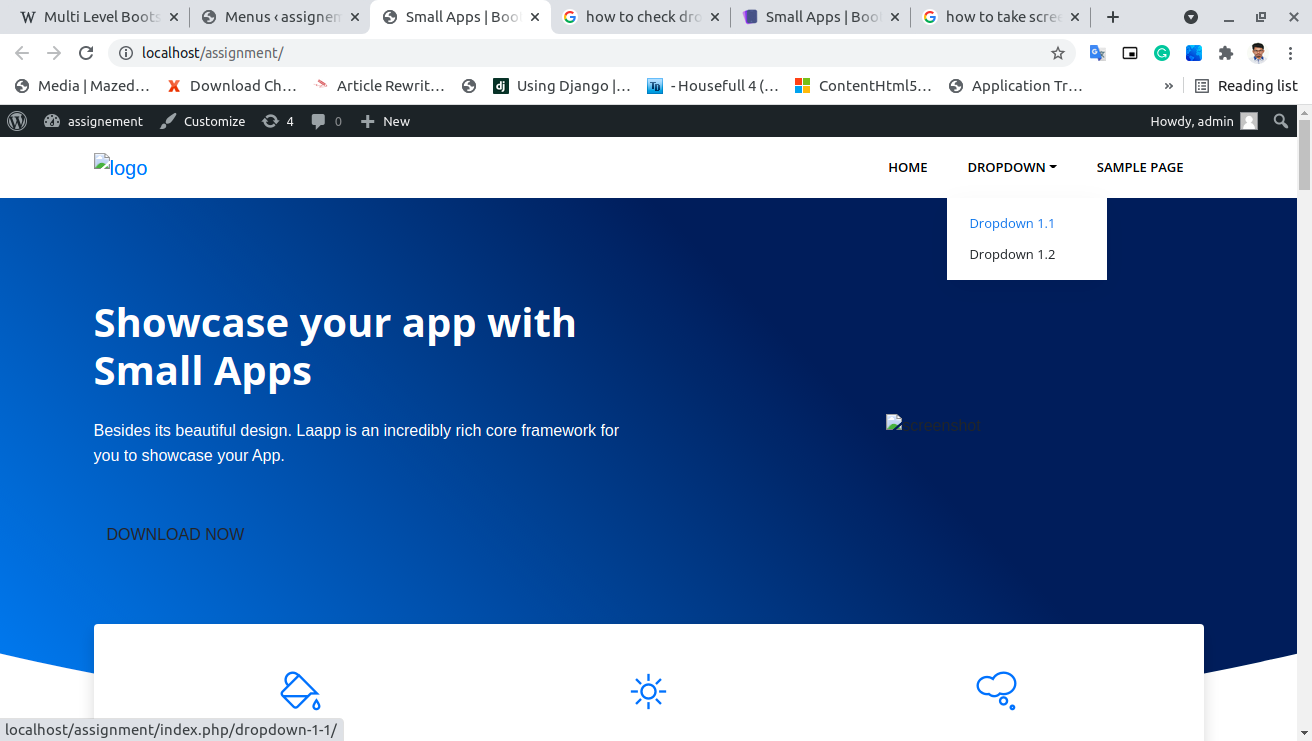 Multi Level Boots
Menus ‹ assignem
Small Apps | Boo
how to check dro
Small Apps | Boo
how to take scre
localhost/assignment/
Media | Mazed…
Download Ch…
Article Rewrit…
Using Django |…
- Housefull 4 (…
ContentHtml5…
Application Tr…
»
Reading list
assignement
Customize
4
0
New
Howdy, admin
logo
HOME
DROPDOWN
SAMPLE PAGE
Dropdown 1.1
Dropdown 1.2
Showcase your app with
Small Apps
Besides its beautiful design. Laapp is an incredibly rich core framework for
you to showcase your App.
screenshot
DOWNLOAD NOW
localhost/assignment/index.php/dropdown-1-1/